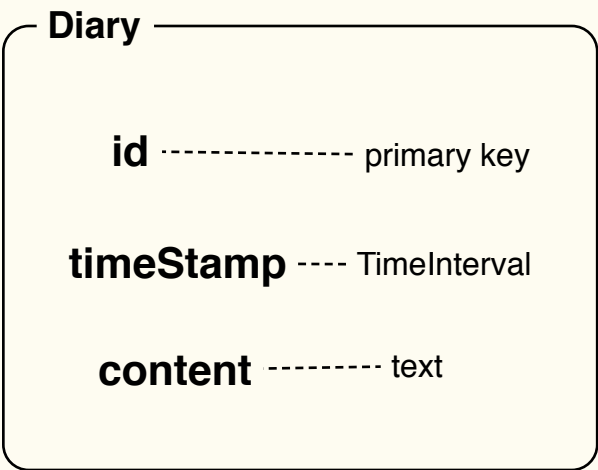 Diary
id primary key
timeStamp TimeInterval
content text